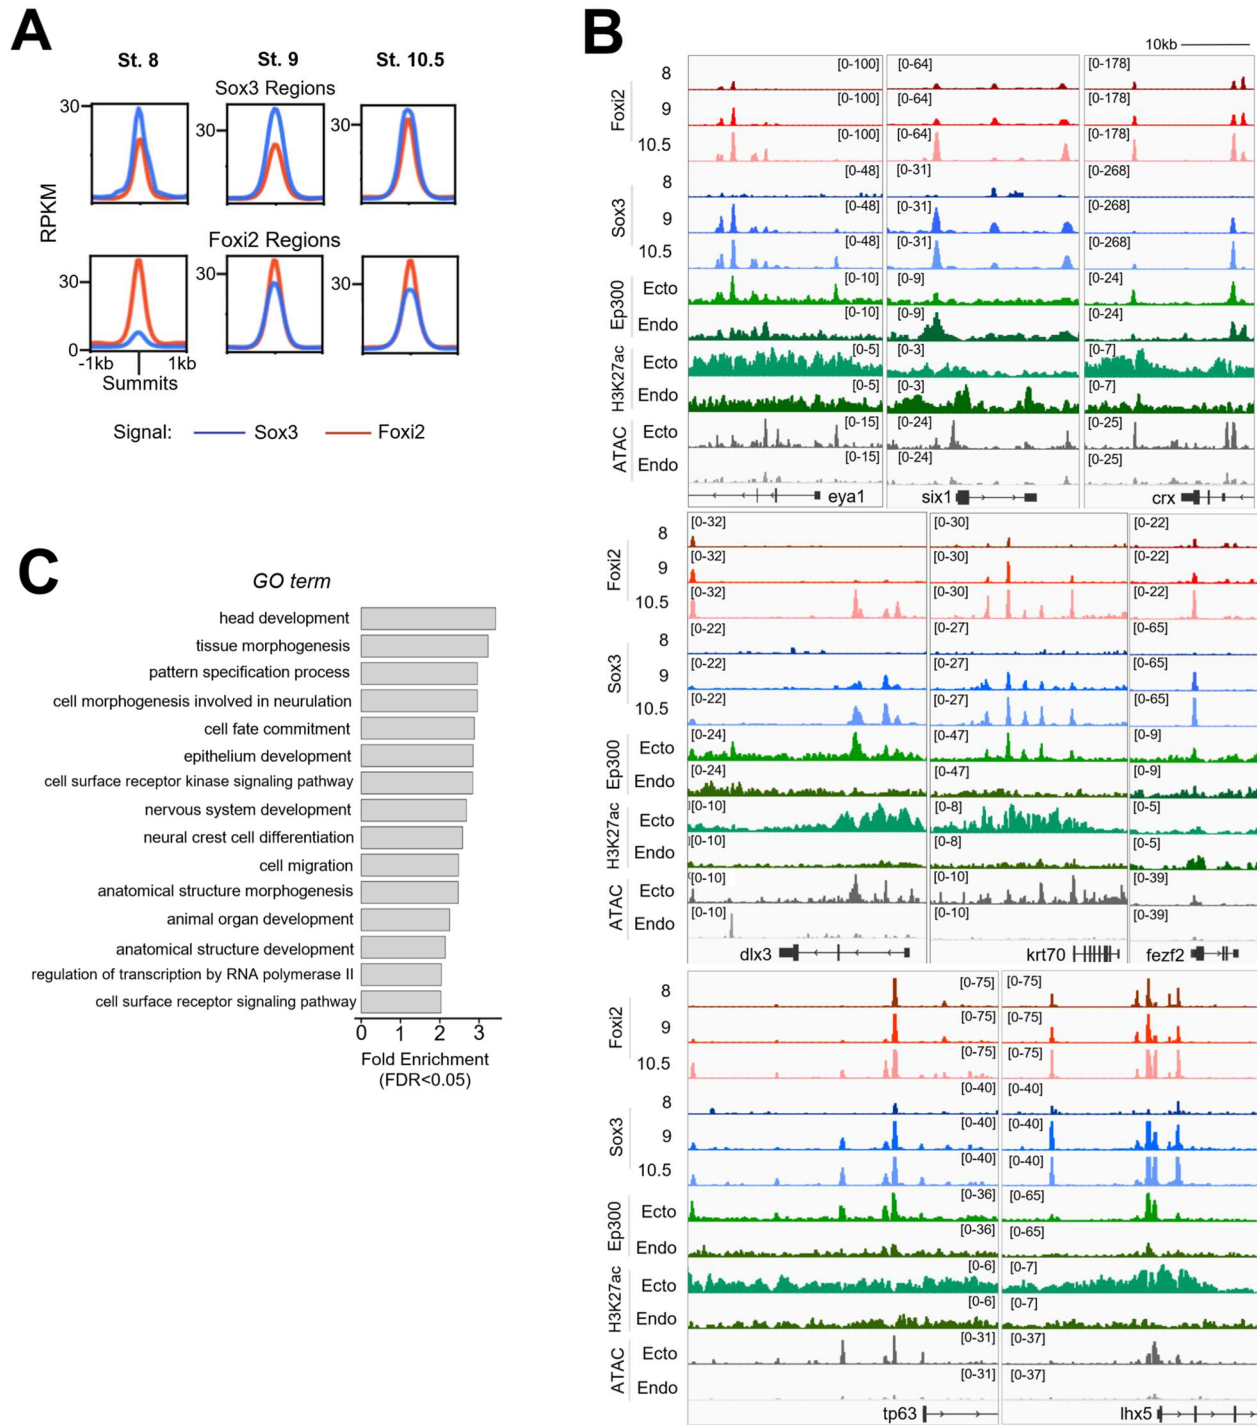 A
St. 8 St. 9 St. 10.5
Sox3 Regions
30 30 30
RPKM
Foxi2 Regions
30 30 30
0
-1kb 1kb
Summits
Signal: Sox3 Foxi2
B
10kb
Foxi2 8 [0-100] [0-64] [0-178]
9 [0-100] [0-64] [0-178]
10.5 [0-100] [0-64] [0-178]
Sox3 8 [0-48] [0-31] [0-268]
9 [0-48] [0-31] [0-268]
10.5 [0-48] [0-31] [0-268]
Ep300 Ecto [0-10] [0-9] [0-24]
Endo [0-10] [0-9] [0-24]
H3K27ac Ecto [0-5] [0-3] [0-7]
Endo [0-5] [0-3] [0-7]
ATAC Ecto [0-15] [0-24] [0-25]
Endo [0-15] [0-24] [0-25]
eya1 six1 crx
Foxi2 8 [0-32] [0-30] [0-22]
9 [0-32] [0-30] [0-22]
10.5 [0-32] [0-30] [0-22]
Sox3 8 [0-22] [0-27] [0-65]
9 [0-22] [0-27] [0-65]
10.5 [0-22] [0-27] [0-65]
Ep300 Ecto [0-24] [0-47] [0-9]
Endo [0-24] [0-47] [0-9]
H3K27ac Ecto [0-10] [0-8] [0-5]
Endo [0-10] [0-8] [0-5]
ATAC Ecto [0-10] [0-10] [0-39]
Endo [0-10] [0-10] [0-39]
dlx3 krt70 fezf2
Foxi2 8 [0-75] [0-75]
9 [0-75] [0-75]
10.5 [0-75] [0-75]
Sox3 8 [0-40] [0-40]
9 [0-40] [0-40]
10.5 [0-40] [0-40]
Ep300 Ecto [0-36] [0-65]
Endo [0-36] [0-65]
H3K27ac Ecto [0-6] [0-7]
Endo [0-6] [0-7]
ATAC Ecto [0-31] [0-37]
Endo [0-31] [0-37]
tp63 lhx5
C
GO term
head development
tissue morphogenesis
pattern specification process
cell morphogenesis involved in neurulation
cell fate commitment
epithelium development
cell surface receptor kinase signaling pathway
nervous system development
neural crest cell differentiation
cell migration
anatomical structure morphogenesis
animal organ development
anatomical structure development
regulation of transcription by RNA polymerase II
cell surface receptor signaling pathway
0 1 2 3
Fold Enrichment
(FDR<0.05)